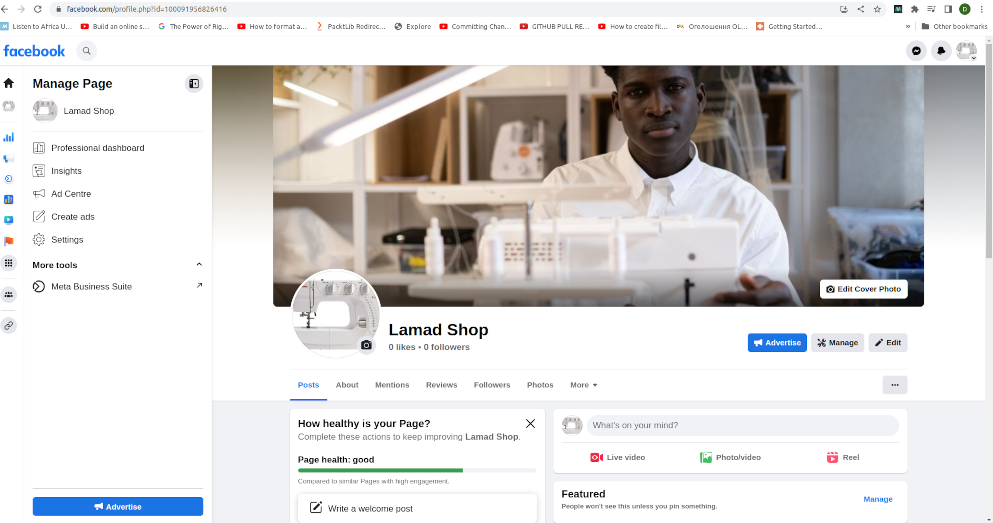 facebook.com/profile.php?id=100091956826416
D
Listen to Africa U...
Build an online s...
The Power of Rig...
How to format a...
PacktLib Redirec...
Explore
Committing Chan...
GITHUB PULL RE...
How to create fil...
Оголошення OL...
Getting Started...
»
Other bookmarks
facebook
Manage Page
Lamad Shop
Professional dashboard
Insights
Ad Centre
Create ads
Settings
More tools
Meta Business Suite
Advertise
Edit Cover Photo
Lamad Shop
0 likes • 0 followers
Advertise
Manage
Edit
Posts
About
Mentions
Reviews
Followers
Photos
More
How healthy is your Page?
Complete these actions to keep improving Lamad Shop.
Page health: good
Compared to similar Pages with high engagement.
Write a welcome post
What's on your mind?
Live video
Photo/video
Reel
Featured
Manage
People won't see this unless you pin something.